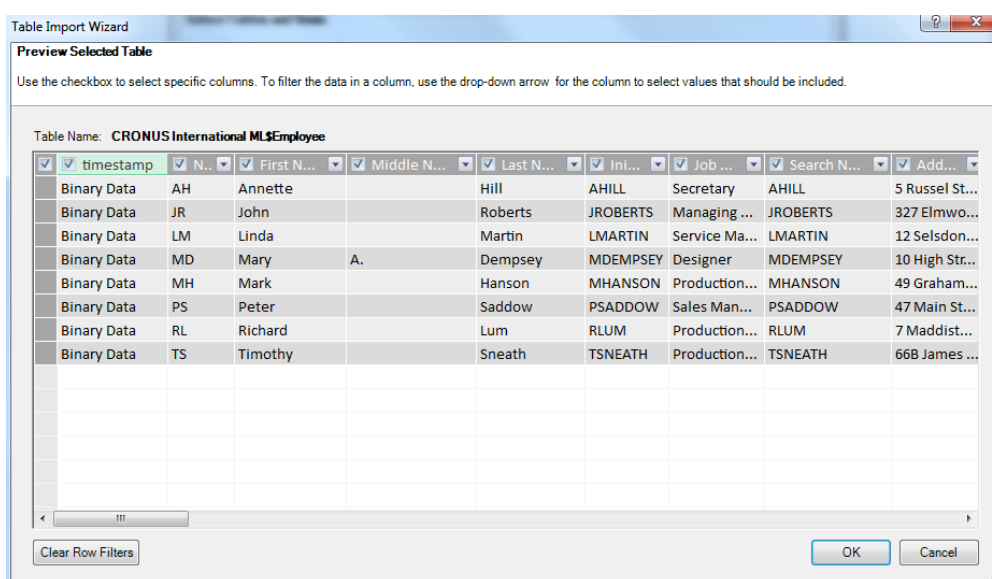 Table Import Wizard
Preview Selected Table
Use the checkbox to select specific columns. To filter the data in a column, use the drop-down arrow for the column to select values that should be included.
Table Name: CRONUS International ML$Employee
timestamp N.. First N... Middle N... Last N... Ini... Job ... Search N... Add...
Binary Data AH Annette Hill AHILL Secretary AHILL 5 Russel St...
Binary Data JR John Roberts JROBERTS Managing ... JROBERTS 327 Elmwo...
Binary Data LM Linda Martin LMARTIN Service Ma... LMARTIN 12 Selsdon...
Binary Data MD Mary A. Dempsey MDEMPSEY Designer MDEMPSEY 10 High Str...
Binary Data MH Mark Hanson MHANSON Production... MHANSON 49 Graham...
Binary Data PS Peter Saddow PSADDOW Sales Man... PSADDOW 47 Main St...
Binary Data RL Richard Lum RLUM Production... RLUM 7 Maddist...
Binary Data TS Timothy Sneath TSNEATH Production... TSNEATH 66B James ...
Clear Row Filters OK Cancel